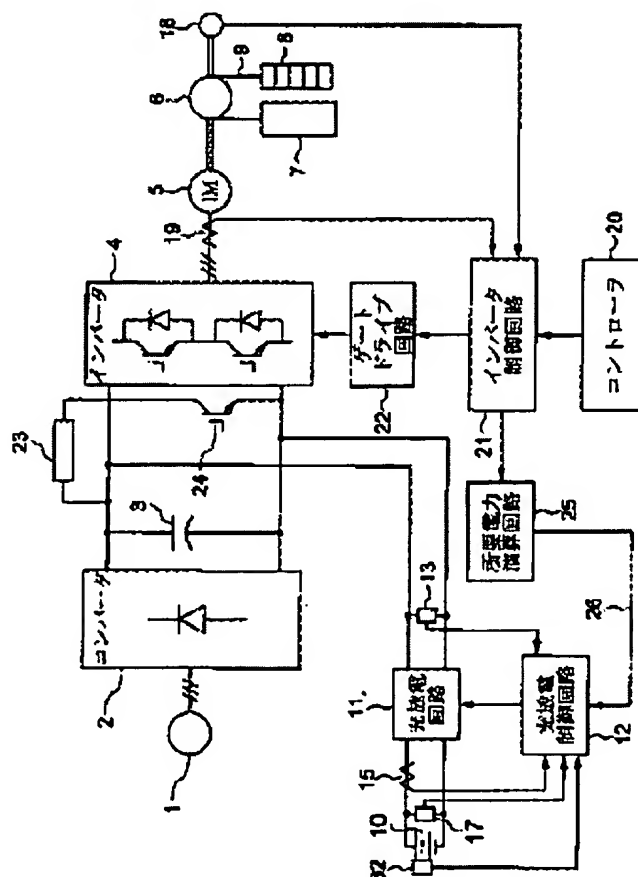 18
9
8
6
7
5
IM
19
4
インバータ
23
24
3
コンバータ
2
1
ゲート
ドライブ
回路
22
インバータ
制御回路
21
20
コントローラ
所要電力
演算回路
25
26
13
充放電
回路
11
充放電
制御回路
12
15
10
17